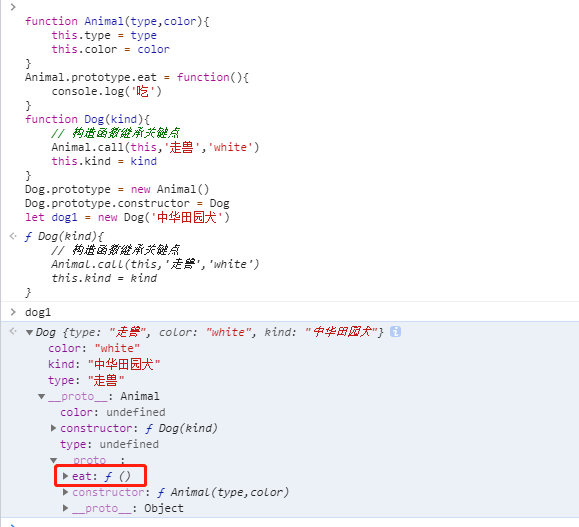 function Animal(type,color){
this.type = type
this.color = color
}
Animal.prototype.eat = function(){
console.log('吃')
}
function Dog(kind){
// 构造函数继承关键点
Animal.call(this,'走兽','white')
this.kind = kind
}
Dog.prototype = new Animal()
Dog.prototype.constructor = Dog
let dog1 = new Dog('中华田园犬')
ƒ Dog(kind){
// 构造函数继承关键点
Animal.call(this,'走兽','white')
this.kind = kind
}
dog1
Dog {type: "走兽", color: "white", kind: "中华田园犬"}
color: "white"
kind: "中华田园犬"
type: "走兽"
__proto__: Animal
color: undefined
constructor: ƒ Dog(kind)
type: undefined
__proto__:
eat: ƒ ()
constructor: ƒ Animal(type,color)
__proto__: Object